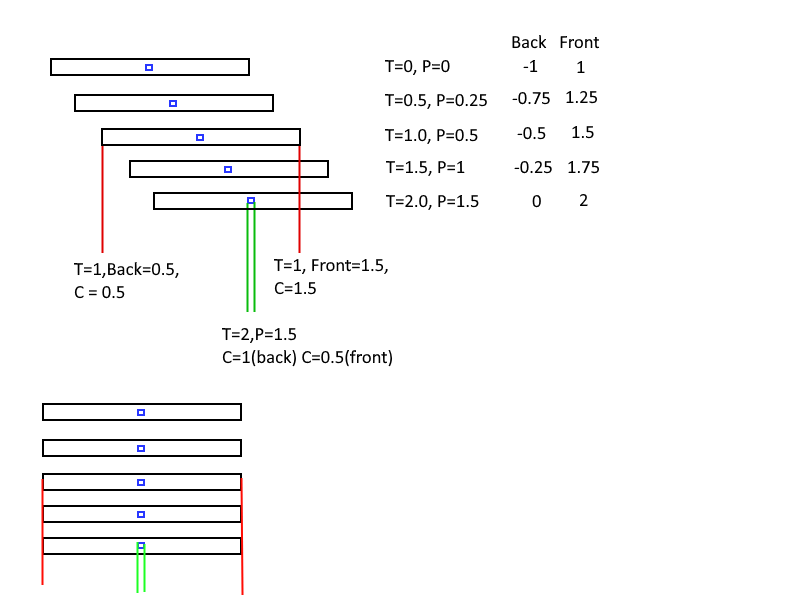 Back Front
T=0, P=0 -1 1
T=0.5, P=0.25 -0.75 1.25
T=1.0, P=0.5 -0.5 1.5
T=1.5, P=1 -0.25 1.75
T=2.0, P=1.5 0 2
T=1,Back=0.5,
C = 0.5
T=1, Front=1.5,
C=1.5
T=2,P=1.5
C=1(back) C=0.5(front)